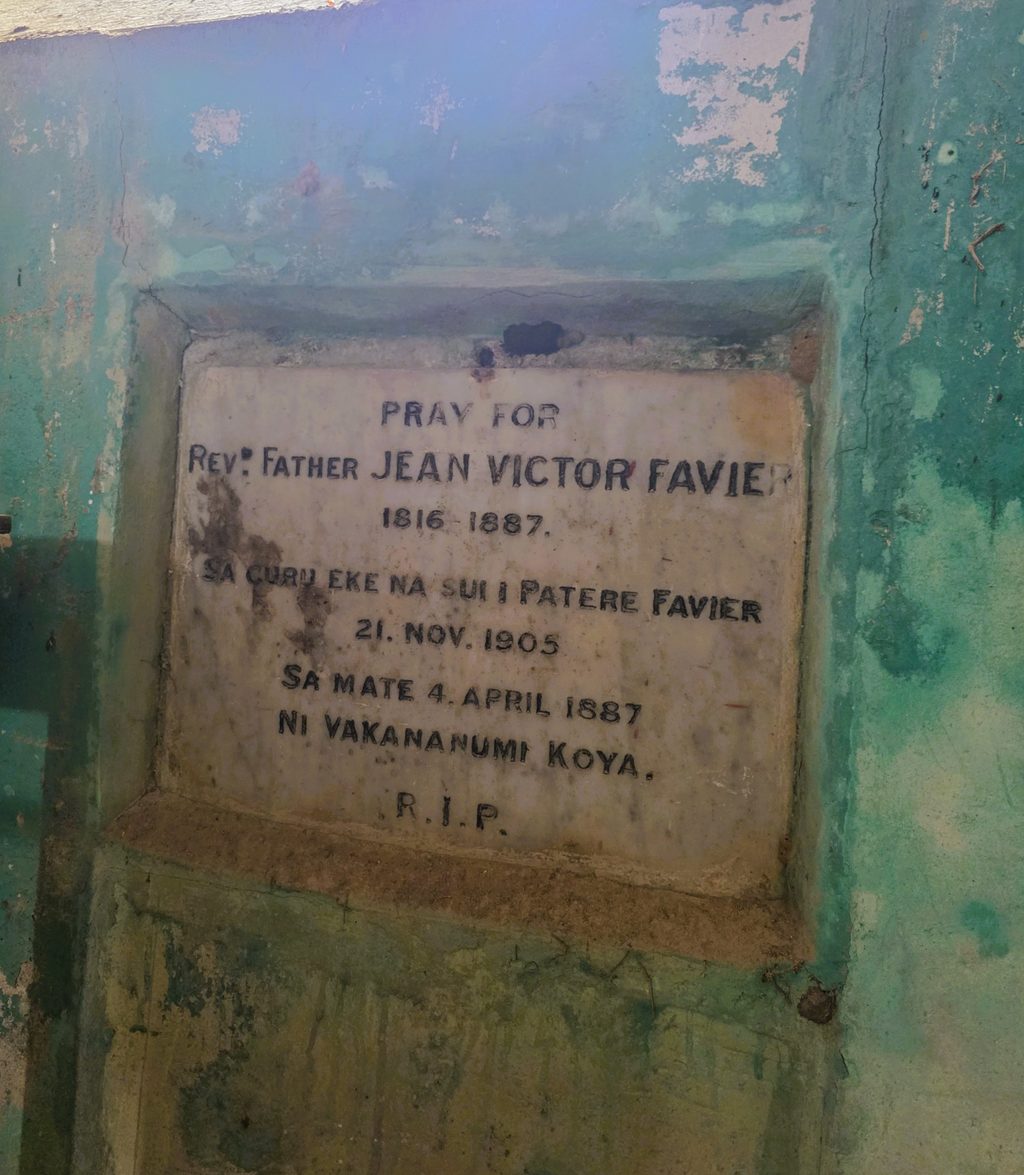 PRAY FOR
REVD. FATHER JEAN VICTOR FAVIER
1816-1887.
SA CURU EKE NA SUI I PATERE FAVIER
21. NOV. 1905
SA MATE 4. APRIL 1887
NI VAKANANUMI KOYA.
R.I.P.